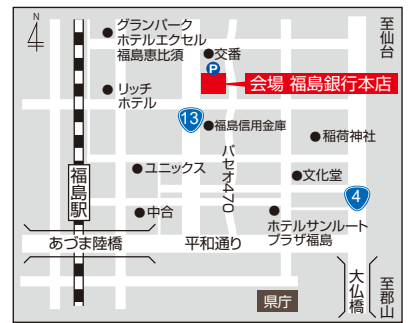 N
4
グランパーク
ホテルエクセル
福島恵比須
交番
至仙台
P
会場 福島銀行本店
リッチ
ホテル
13
福島信用金庫
稲荷神社
パセオ470
ユニックス
文化堂
福島駅
4
中合
ホテルサンルート
プラザ福島
あづま陸橋
平和通り
大仏橋
至郡山
県庁